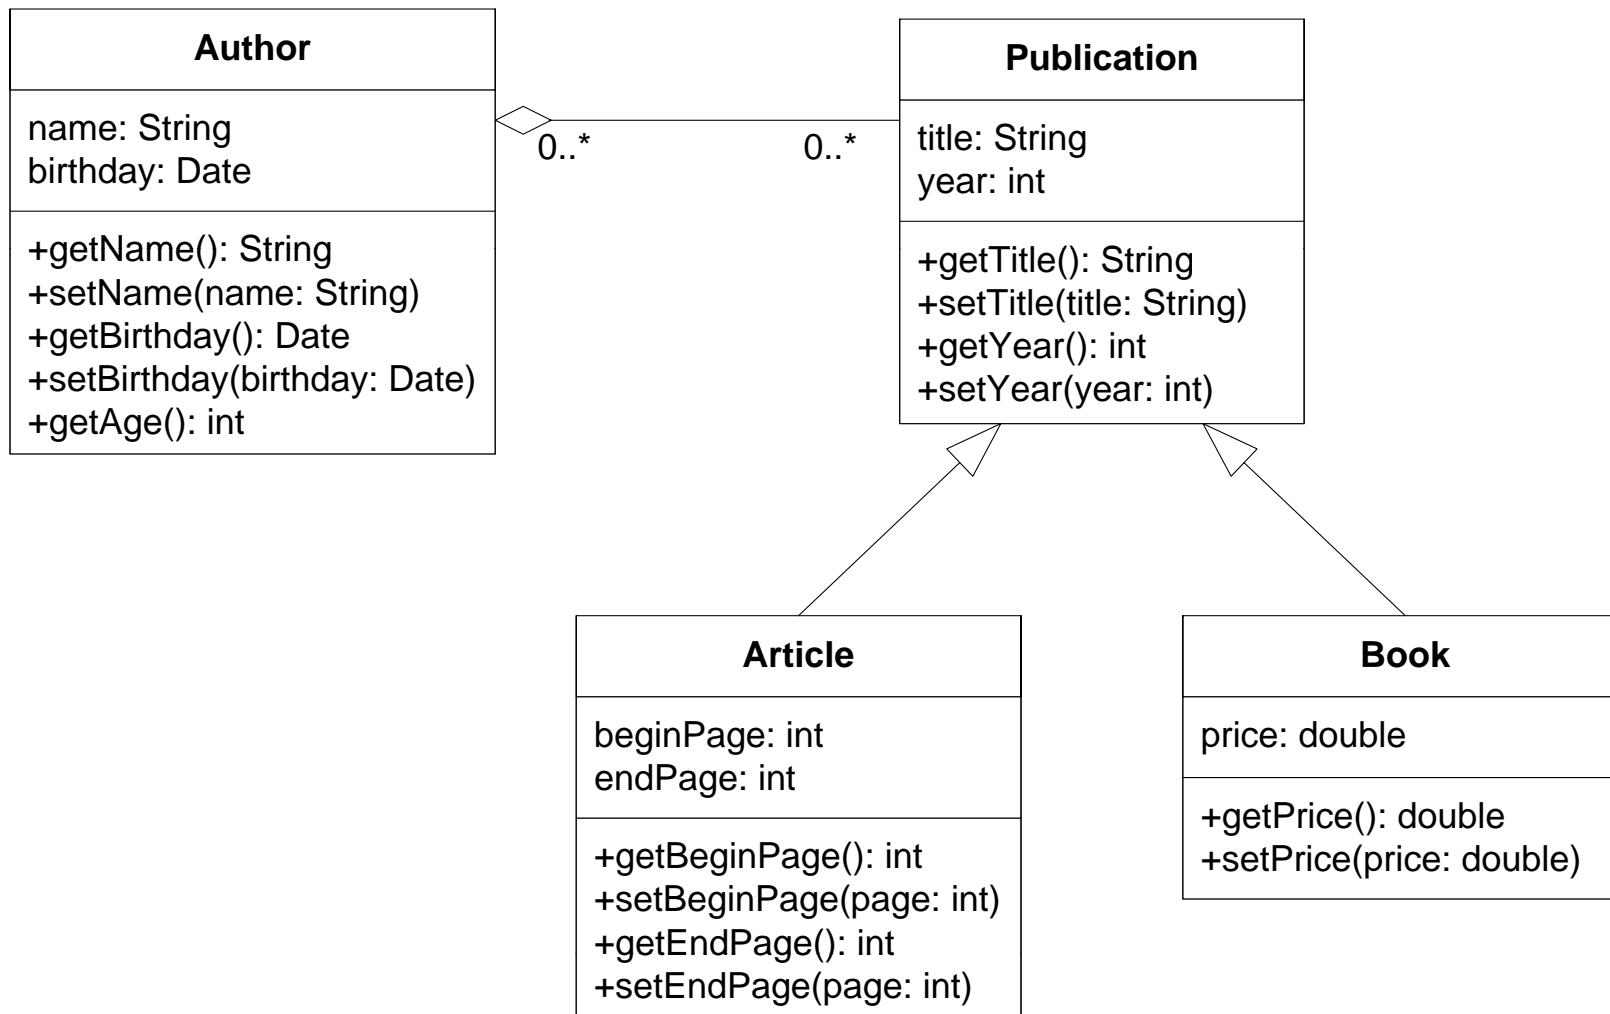 Author
name: String
birthday: Date
+getName(): String
+setName(name: String)
+getBirthday(): Date
+setBirthday(birthday: Date)
+getAge(): int
0..*
0..*
Publication
title: String
year: int
+getTitle(): String
+setTitle(title: String)
+getYear(): int
+setYear(year: int)
Article
beginPage: int
endPage: int
+getBeginPage(): int
+setBeginPage(page: int)
+getEndPage(): int
+setEndPage(page: int)
Book
price: double
+getPrice(): double
+setPrice(price: double)